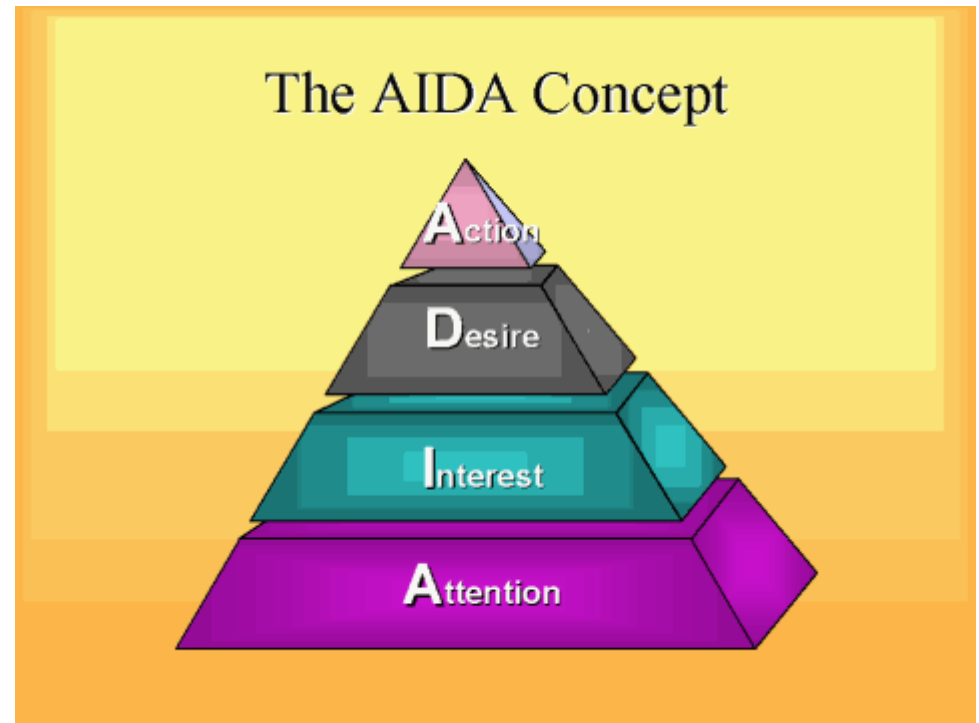 The AIDA Concept
Action
Desire
Interest
Attention